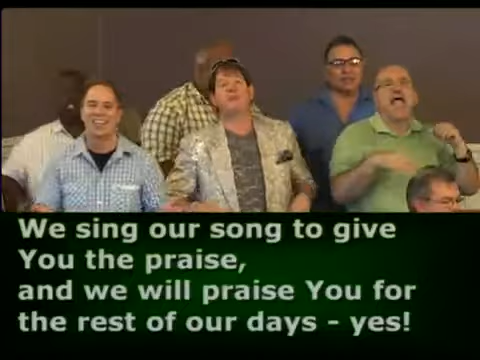 We sing our song to give
You the praise,
and we will praise You for
the rest of our days - yes!